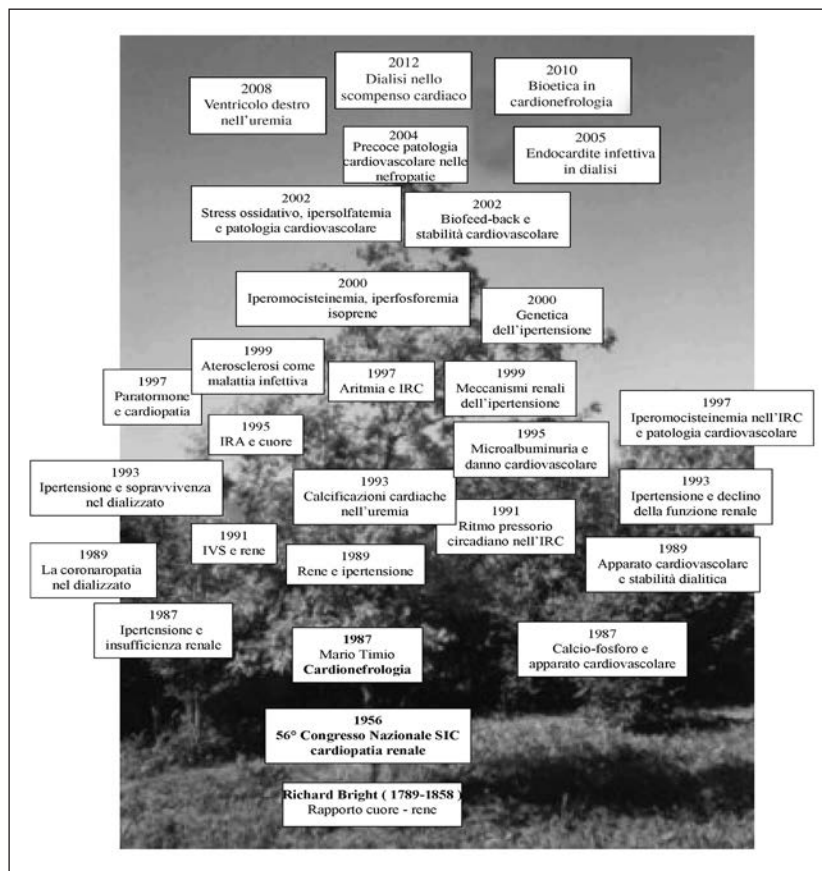 2012
Dialisi nello
scompenso cardiaco
2010
Bioetica in
cardionefrologia
2008
Ventricolo destro
nell'uremia
2004
Precoce patologia
cardiovascolare nelle
nefropatie
2005
Endocardite infettiva
in dialisi
2002
Stress ossidativo, ipersolfatemia
e patologia cardiovascolare
2002
Biofeed-back e
stabilità cardiovascolare
2000
Iperomocisteinemia, iperfosforemia
isoprene
2000
Genetica
dell'ipertensione
1999
Aterosclerosi come
malattia infettiva
1997
Aritmia e IRC
1999
Meccanismi renali
dell'ipertensione
1997
Paratormone
e cardiopatia
1997
Iperomocisteinemia nell'IRC
e patologia cardiovascolare
1995
IRA e cuore
1995
Microalbuminuria e
danno cardiovascolare
1993
Ipertensione e sopravvivenza
nel dializzato
1993
Calcificazioni cardiache
nell'uremia
1993
Ipertensione e declino
della funzione renale
1991
Ritmo pressorio
circadiano nell'IRC
1991
IVS e rene
1989
La coronaropatia
nel dializzato
1989
Rene e ipertensione
1989
Apparato cardiovascolare
e stabilità dialitica
1987
Ipertensione e
insufficienza renale
1987
Mario Timio
Cardionefrologia
1987
Calcio-fosforo e
apparato cardiovascolare
1956
56° Congresso Nazionale SIC
cardiopatia renale
Richard Bright ( 1789-1858 )
Rapporto cuore - rene